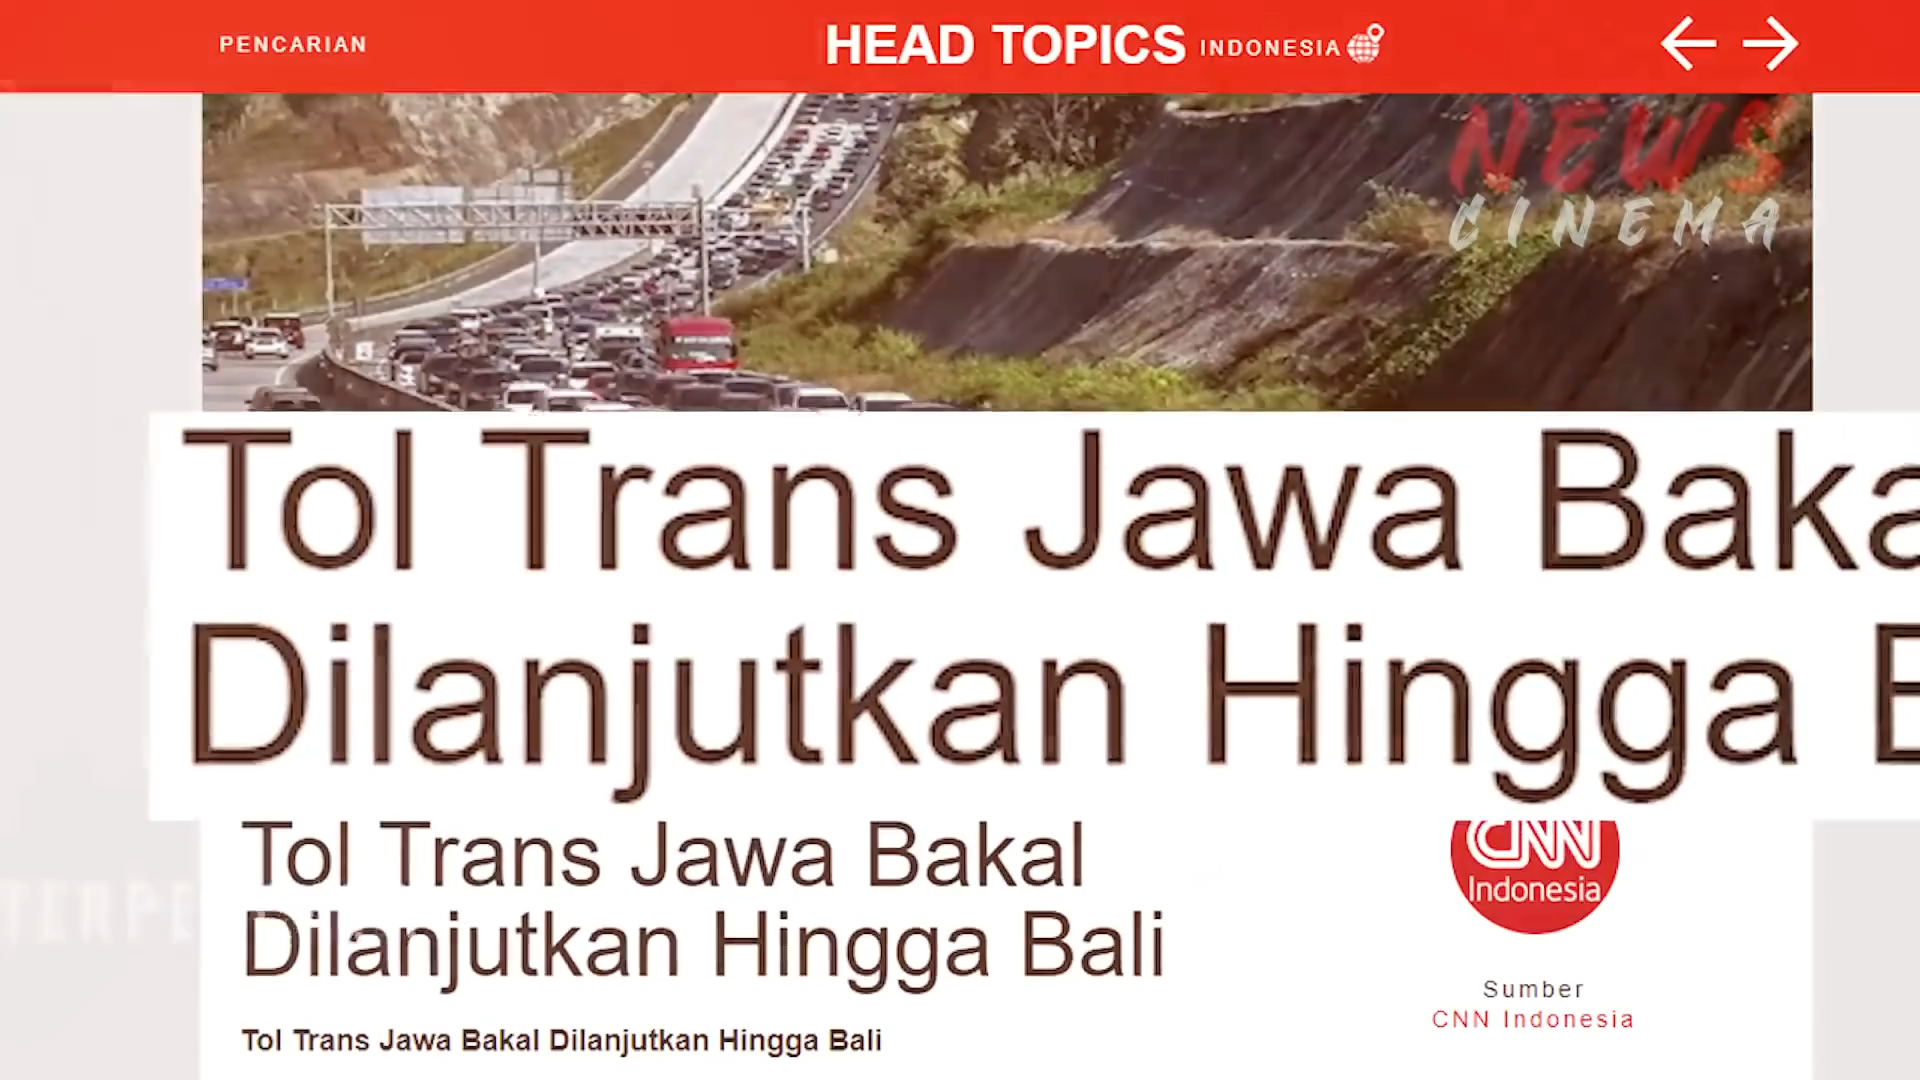 PENCARIAN
HEAD TOPICS INDONESIA
NEWS
CINEMA
Tol Trans Jawa Baka
Dilanjutkan Hingga B
Tol Trans Jawa Bakal
Dilanjutkan Hingga Bali
CNN
Indonesia
Sumber
CNN Indonesia
Tol Trans Jawa Bakal Dilanjutkan Hingga Bali